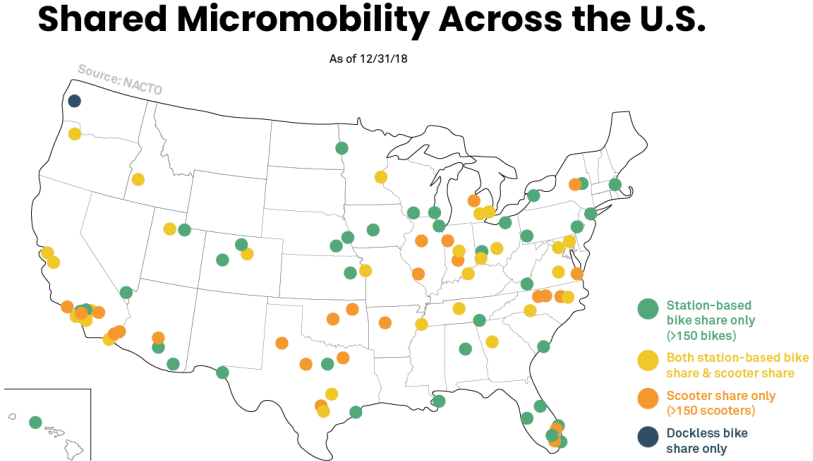 Shared Micromobility Across the U.S.
As of 12/31/18
Source: NACTO
Station-based
bike share only
(>150 bikes)
Both station-based bike
share & scooter share
Scooter share only
(>150 scooters)
Dockless bike
share only